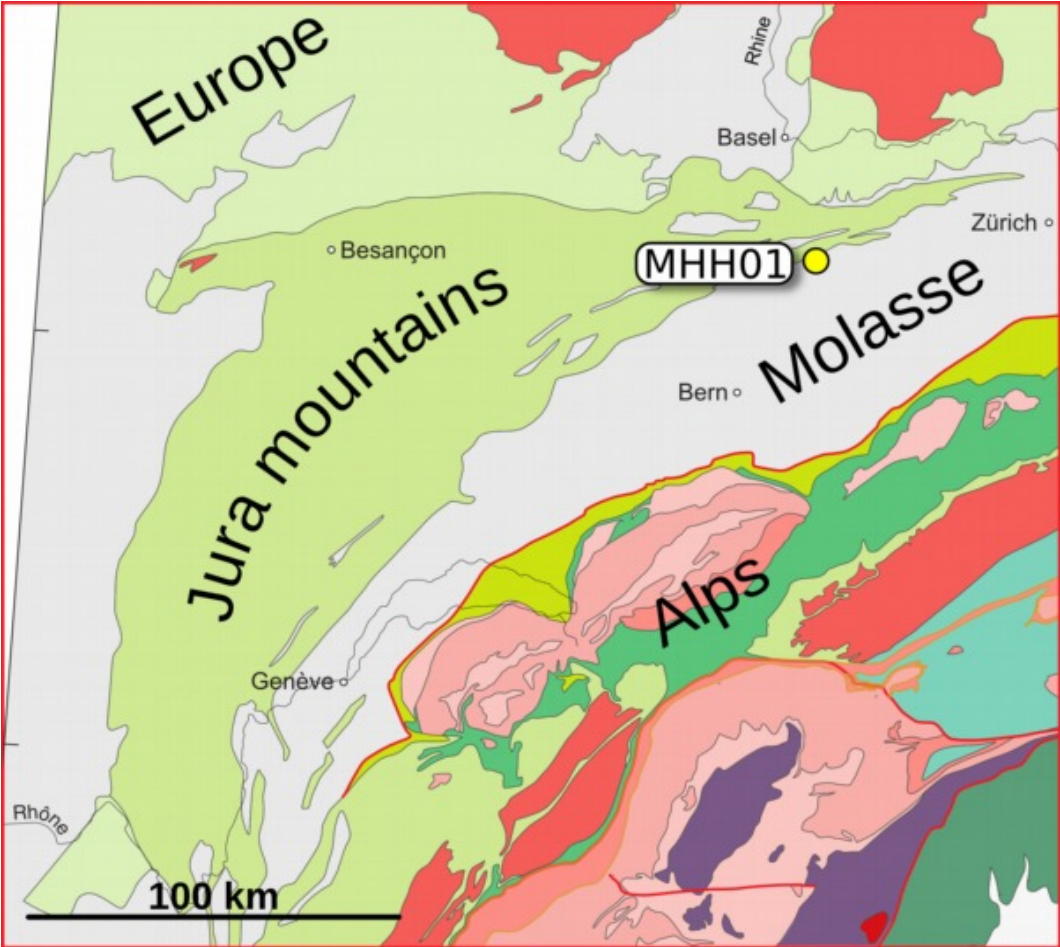 Europe
Rhine
Basel
Zürich
Besançon
MHH01
Molasse
Jura mountains
Bern
Alps
Genève
Rhône
100 km